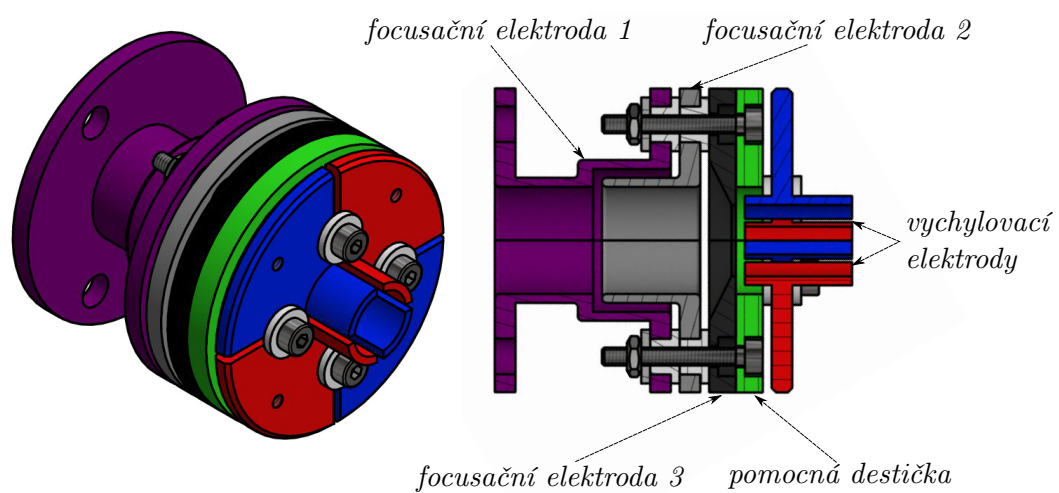 focusační elektroda 1
focusační elektroda 2
vychylovací
elektrody
focusační elektroda 3
pomocná destička